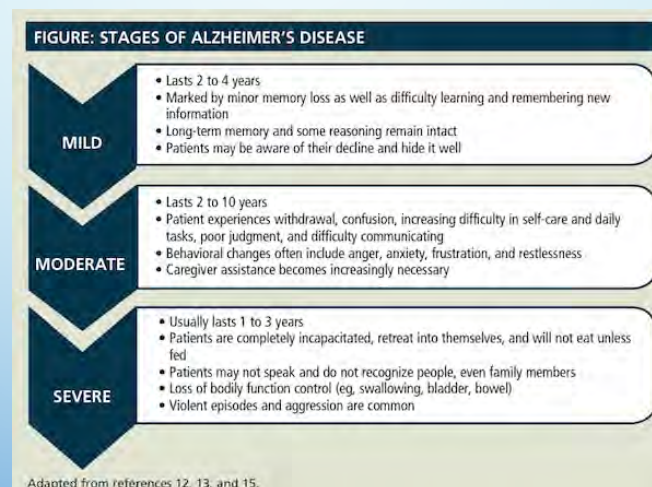 FIGURE: STAGES OF ALZHEIMER'S DISEASE
MILD
• Lasts 2 to 4 years
• Marked by minor memory loss as well as difficulty learning and remembering new
information
• Long-term memory and some reasoning remain intact
• Patients may be aware of their decline and hide it well
MODERATE
• Lasts 2 to 10 years
• Patient experiences withdrawal, confusion, increasing difficulty in self-care and daily
tasks, poor judgment, and difficulty communicating
• Behavioral changes often include anger, anxiety, frustration, and restlessness
• Caregiver assistance becomes increasingly necessary
SEVERE
• Usually lasts 1 to 3 years
• Patients are completely incapacitated, retreat into themselves, and will not eat unless
fed
• Patients may not speak and do not recognize people, even family members
• Loss of bodily function control (eg, swallowing, bladder, bowel)
• Violent episodes and aggression are common
Adapted from references 12, 13, and 15.